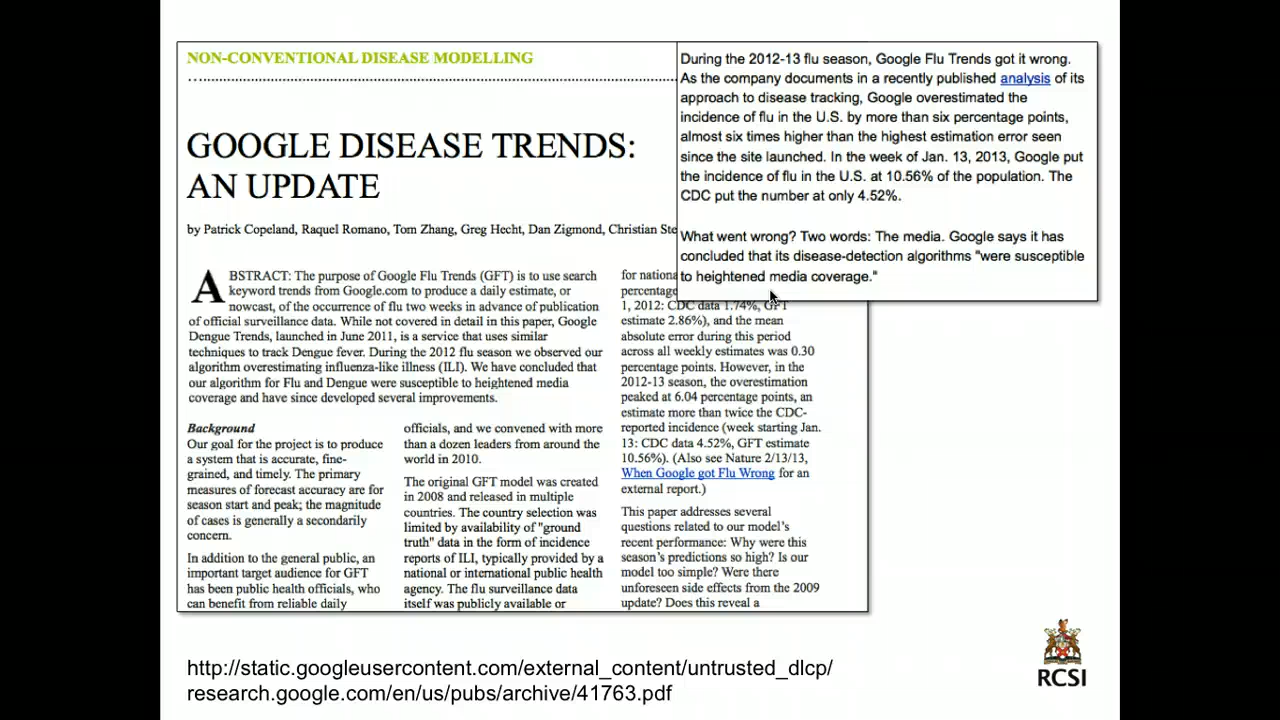 NON-CONVENTIONAL DISEASE MODELLING
GOOGLE DISEASE TRENDS:
AN UPDATE
by Patrick Copeland, Raquel Romano, Tom Zhang, Greg Hecht, Dan Zigmond, Christian Ste
ABSTRACT: The purpose of Google Flu Trends (GFT) is to use search
keyword trends from Google.com to produce a daily estimate, or
nowcast, of the occurrence of flu two weeks in advance of publication
of official surveillance data. While not covered in detail in this paper, Google
Dengue Trends, launched in June 2011, is a service that uses similar
techniques to track Dengue fever. During the 2012 flu season we observed our
algorithm overestimating influenza-like illness (ILI). We have concluded that
our algorithm for Flu and Dengue were susceptible to heightened media
coverage and have since developed several improvements.
Background
Our goal for the project is to produce
a system that is accurate, fine-
grained, and timely. The primary
measures of forecast accuracy are for
season start and peak; the magnitude
of cases is generally a secondarily
concern.
In addition to the general public, an
important target audience for GFT
has been public health officials, who
can benefit from reliable daily
officials, and we convened with more
than a dozen leaders from around the
world in 2010.
The original GFT model was created
in 2008 and released in multiple
countries. The country selection was
limited by availability of "ground
truth" data in the form of incidence
reports of ILI, typically provided by a
national or international public health
agency. The flu surveillance data
itself was publicly available or
for nationa
percentage
1, 2012: CDC data 1.74%, GFT
estimate 2.86%), and the mean
absolute error during this period
across all weekly estimates was 0.30
percentage points. However, in the
2012-13 season, the overestimation
peaked at 6.04 percentage points, an
estimate more than twice the CDC-
reported incidence (week starting Jan.
13: CDC data 4.52%, GFT estimate
10.56%). (Also see Nature 2/13/13,
When Google got Flu Wrong for an
external report.)
This paper addresses several
questions related to our model's
recent performance: Why were this
season's predictions so high? Is our
model too simple? Were there
unforeseen side effects from the 2009
update? Does this reveal a
During the 2012-13 flu season, Google Flu Trends got it wrong.
As the company documents in a recently published analysis of its
approach to disease tracking, Google overestimated the
incidence of flu in the U.S. by more than six percentage points,
almost six times higher than the highest estimation error seen
since the site launched. In the week of Jan. 13, 2013, Google put
the incidence of flu in the U.S. at 10.56% of the population. The
CDC put the number at only 4.52%.
What went wrong? Two words: The media. Google says it has
concluded that its disease-detection algorithms "were susceptible
to heightened media coverage."
http://static.googleusercontent.com/external_content/untrusted_dlcp/
research.google.com/en/us/pubs/archive/41763.pdf
RCSI